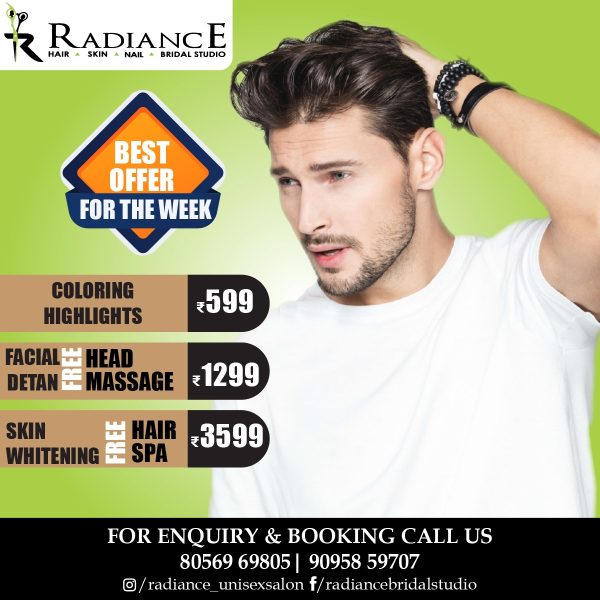 RADIANCE
HAIR ▲ SKIN ▲ NAIL ▲ BRIDAL STUDIO
BEST
OFFER
FOR THE WEEK
COLORING
HIGHLIGHTS
₹599
FACIAL
DETAN
FREE
HEAD
MASSAGE
₹1299
SKIN
WHITENING
FREE
HAIR
SPA
₹3599
FOR ENQUIRY & BOOKING CALL US
80569 69805| 90958 59707
/radiance_unisexsalon f/radiancebridalstudio